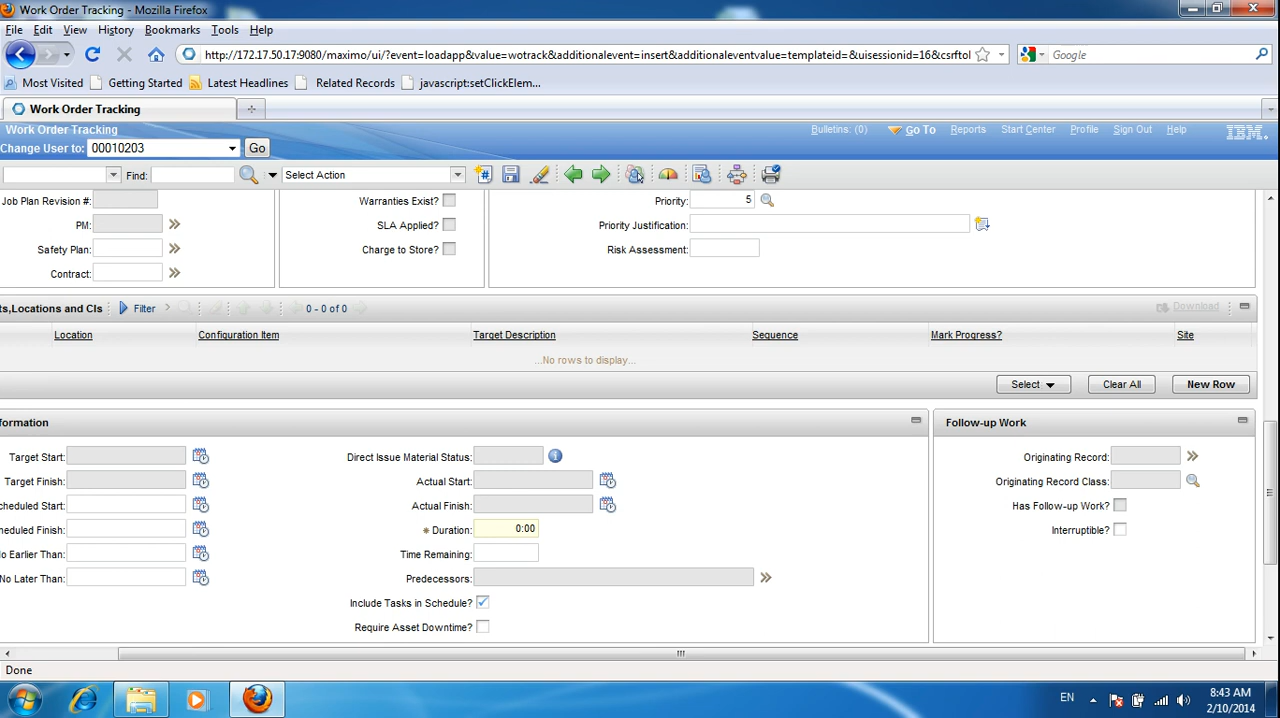 Work Order Tracking - Mozilla Firefox
File Edit View History Bookmarks Tools Help
http://172.17.50.17:9080/maximo/ui/?event=loadapp&value=wotrack&additionalevent=insert&additionaleventvalue=templateid=&uisessionid=16&csrftol
Google
Most Visited Getting Started Latest Headlines Related Records javascript:setClickElem...
Work Order Tracking
Work Order Tracking Bulletins: (0) Go To Reports Start Center Profile Sign Out Help IBM.
Change User to: 00010203 Go
Find: Select Action
Job Plan Revision #: Warranties Exist? Priority: 5
PM: SLA Applied? Priority Justification:
Safety Plan: Charge to Store? Risk Assessment:
Contract:
ts,Locations and CIs Filter 0 - 0 of 0 Download
Location Configuration Item Target Description Sequence Mark Progress? Site
...No rows to display...
Select Clear All New Row
formation Follow-up Work
Target Start: Direct Issue Material Status: Originating Record:
Target Finish: Actual Start: Originating Record Class:
cheduled Start: Actual Finish: Has Follow-up Work?
heduled Finish: * Duration: 0:00 Interruptible?
o Earlier Than: Time Remaining:
No Later Than: Predecessors:
Include Tasks in Schedule?
Require Asset Downtime?
Done
EN 8:43 AM
2/10/2014